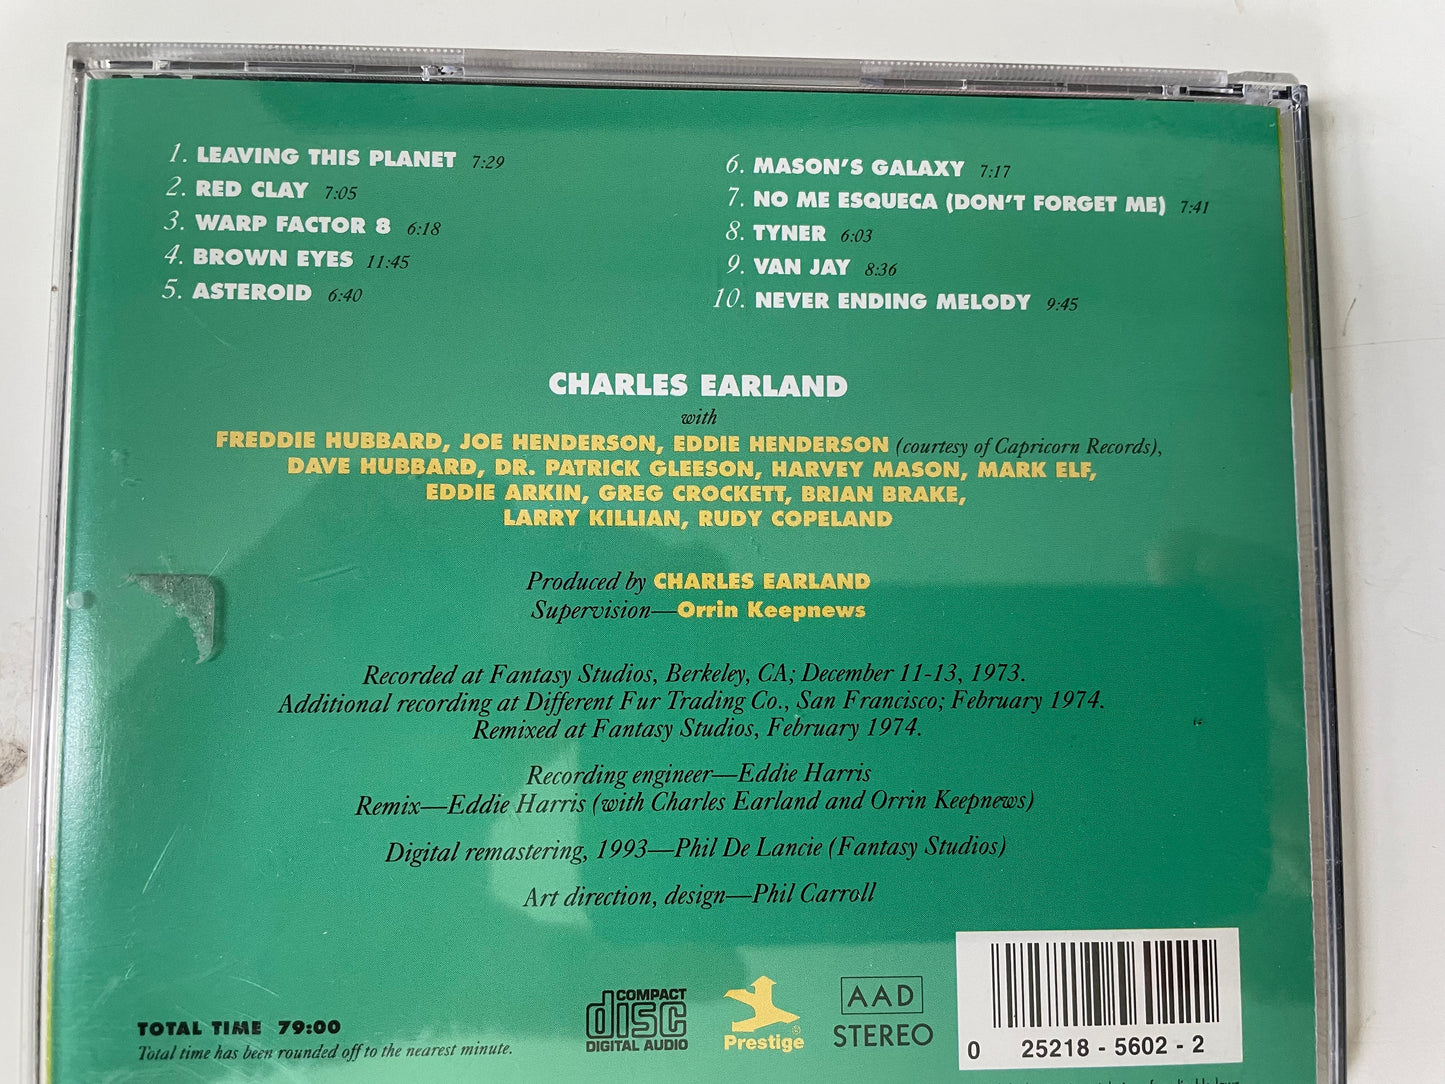 1. LEAVING THIS PLANET 7:29
2. RED CLAY 7:05
3. WARP FACTOR 8 6:18
4. BROWN EYES 11:45
5. ASTEROID 6:40
6. MASON'S GALAXY 7:17
7. NO ME ESQUECA (DON'T FORGET ME) 7:41
8. TYNER 6:03
9. VAN JAY 8:36
10. NEVER ENDING MELODY 9:45
CHARLES EARLAND
with
FREDDIE HUBBARD, JOE HENDERSON, EDDIE HENDERSON (courtesy of Capricorn Records),
DAVE HUBBARD, DR. PATRICK GLEESON, HARVEY MASON, MARK ELF,
EDDIE ARKIN, GREG CROCKETT, BRIAN BRAKE,
LARRY KILLIAN, RUDY COPELAND
Produced by CHARLES EARLAND
Supervision—Orrin Keepnews
Recorded at Fantasy Studios, Berkeley, CA; December 11-13, 1973.
Additional recording at Different Fur Trading Co., San Francisco; February 1974.
Remixed at Fantasy Studios, February 1974.
Recording engineer—Eddie Harris
Remix—Eddie Harris (with Charles Earland and Orrin Keepnews)
Digital remastering, 1993—Phil De Lancie (Fantasy Studios)
Art direction, design—Phil Carroll
TOTAL TIME 79:00
Total time has been rounded off to the nearest minute.
COMPACT
disc
DIGITAL AUDIO
Prestige
AAD
STEREO
0 25218 - 5602 - 2